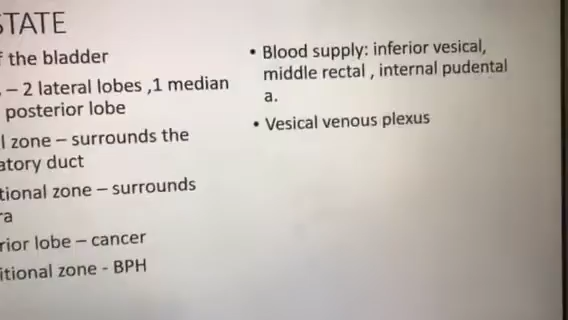 STATE
f the bladder
– 2 lateral lobes ,1 median
posterior lobe
l zone – surrounds the
atory duct
tional zone – surrounds
ra
rior lobe – cancer
itional zone - BPH
• Blood supply: inferior vesical,
middle rectal , internal pudental
a.
• Vesical venous plexus